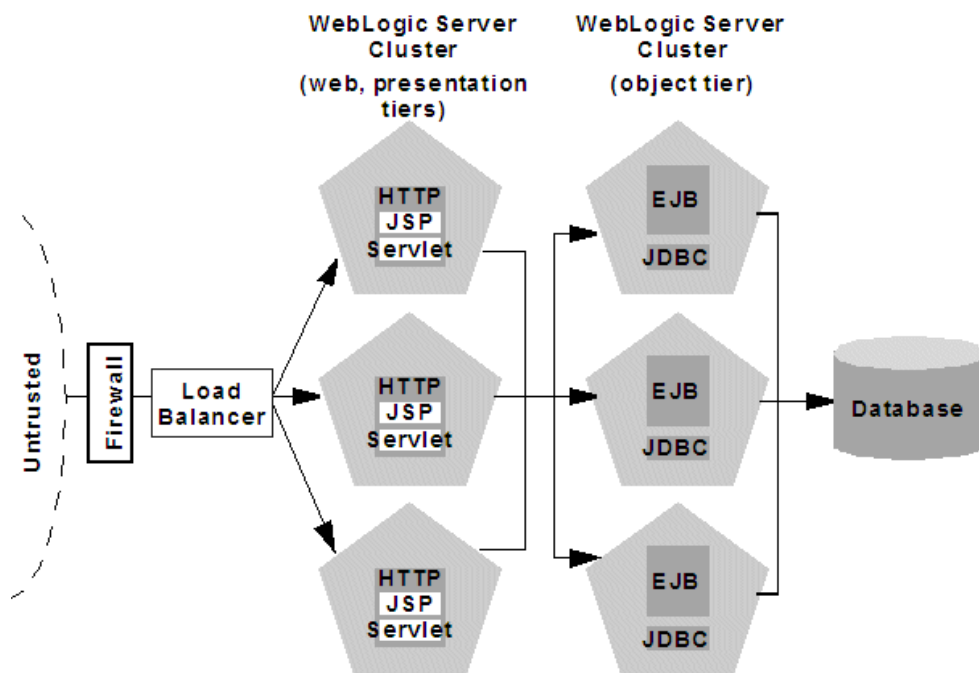 WebLogic Server
Cluster
(web, presentation
tiers)
WebLogic Server
Cluster
(object tier)
Untrusted
Firewall
Load
Balancer
HTTP
JSP
Servlet
HTTP
JSP
Servlet
HTTP
JSP
Servlet
EJB
JDBC
EJB
JDBC
EJB
JDBC
Database